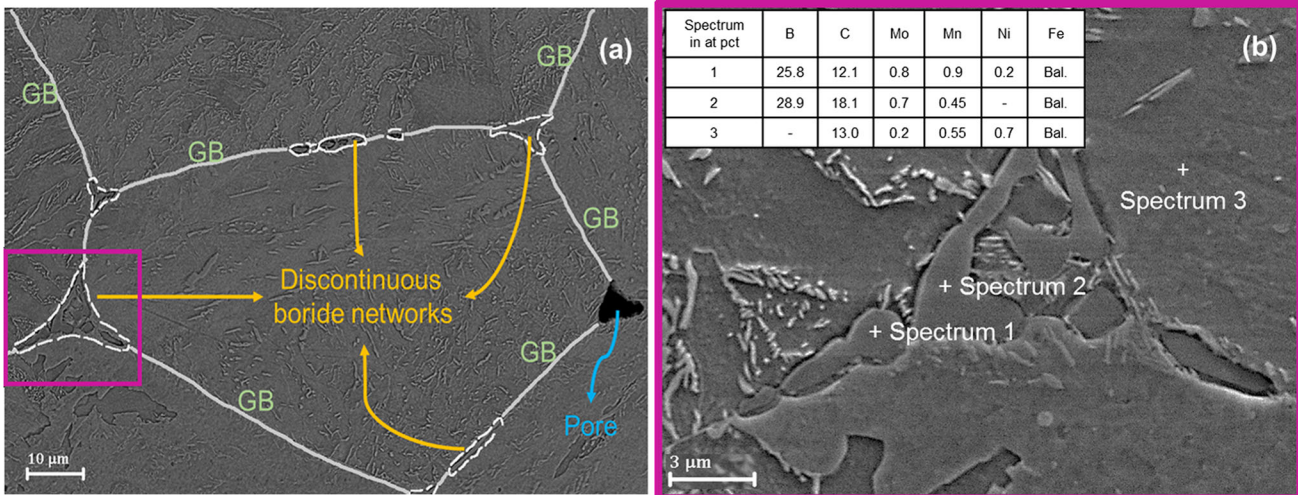 (a)
GB
GB
GB
GB
GB
GB
Discontinuous
boride networks
Pore
10 μm
Spectrum in at pct B C Mo Mn Ni Fe
1 25.8 12.1 0.8 0.9 0.2 Bal.
2 28.9 18.1 0.7 0.45 - Bal.
3 - 13.0 0.2 0.55 0.7 Bal.
(b)
+
Spectrum 3
+ Spectrum 2
+ Spectrum 1
3 μm